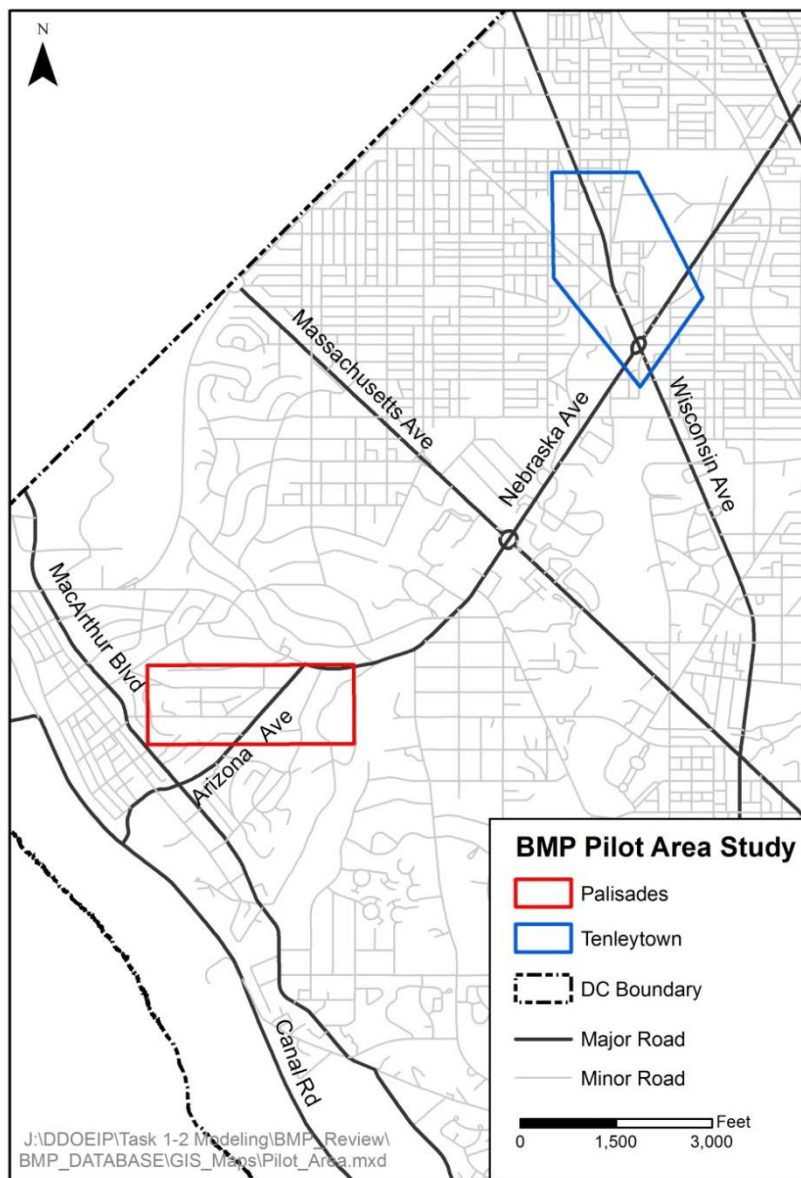 N
Massachusetts Ave
Nebraska Ave
Wisconsin Ave
MacArthur Blvd
Arizona Ave
Canal Rd
BMP Pilot Area Study
Palisades
Tenleytown
DC Boundary
Major Road
Minor Road
Feet
0 1,500 3,000
J:\DDOEIP\Task 1-2 Modeling\BMP_Review\
BMP_DATABASE\GIS_Maps\Pilot_Area.mxd